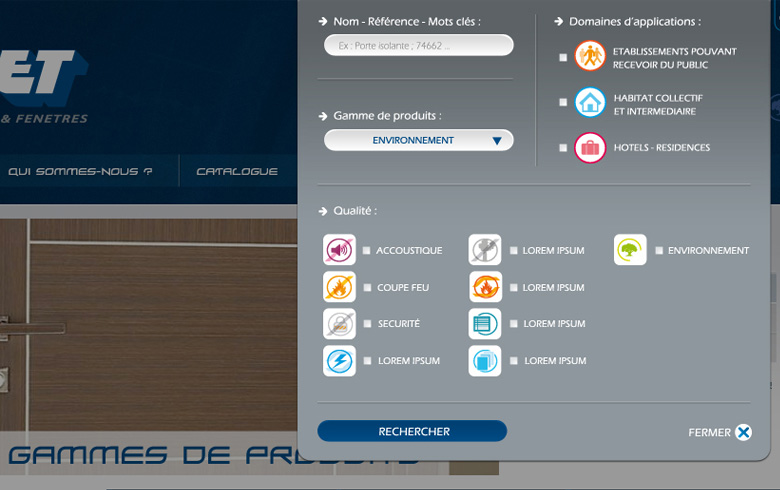 ET
& FENETRES
QUI SOMMES-NOUS ?
CATALOGUE
GAMMES DE PRODUITS
Nom - Référence - Mots clés :
Ex : Porte isolante ; 74662 ...
Gamme de produits :
ENVIRONNEMENT
Domaines d'applications :
ETABLISSEMENTS POUVANT
RECEVOIR DU PUBLIC
HABITAT COLLECTIF
ET INTERMEDIAIRE
HOTELS - RESIDENCES
Qualité :
ACCOUSTIQUE
LOREM IPSUM
ENVIRONNEMENT
COUPE FEU
LOREM IPSUM
SECURITÉ
LOREM IPSUM
LOREM IPSUM
LOREM IPSUM
RECHERCHER
FERMER